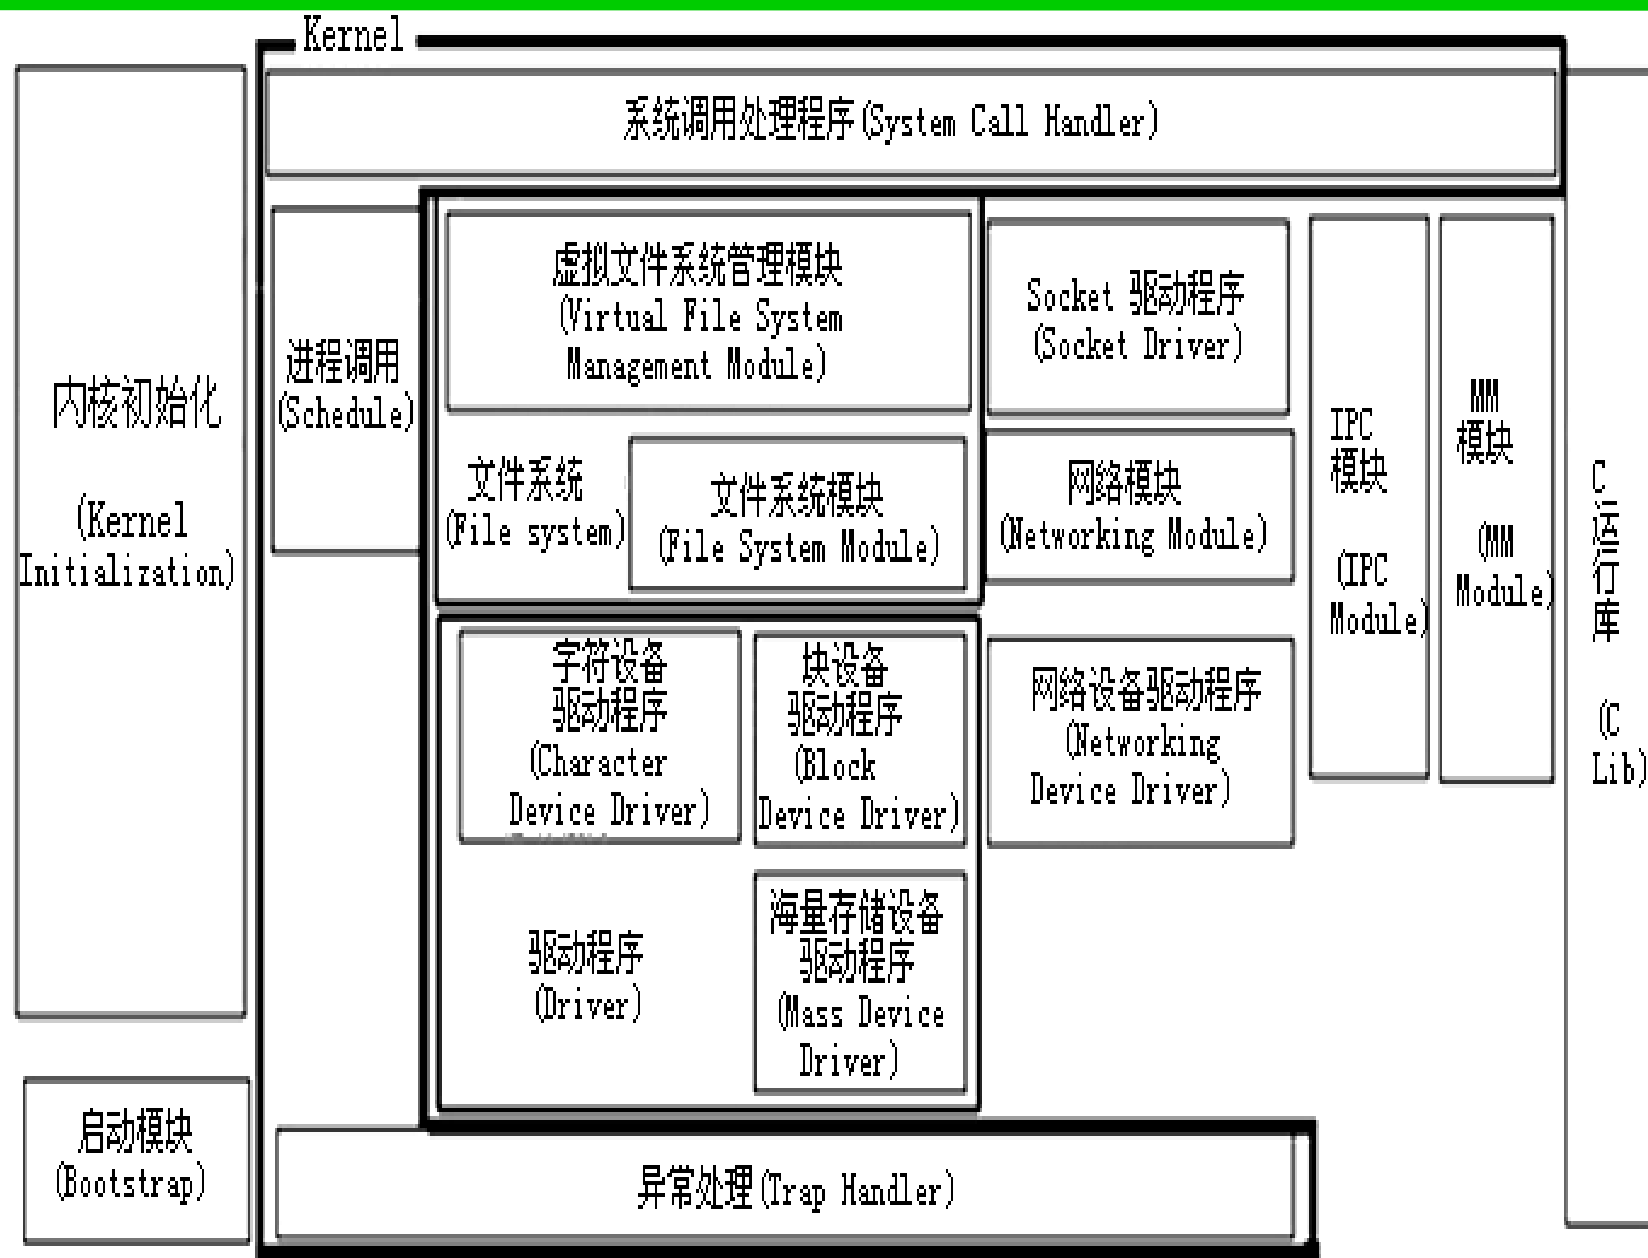 Kernel
系统调用处理程序(System Call Handler)
内核初始化
(Kernel
Initialization)
进程调用
(Schedule)
虚拟文件系统管理模块
(Virtual File System
Management Module)
文件系统
(File system)
文件系统模块
(File System Module)
Socket 驱动程序
(Socket Driver)
网络模块
(Networking Module)
IPC
模块
(IPC
Module)
MM
模块
(MM
Module)
C
运
行
库
(C
Lib)
字符设备
驱动程序
(Character
Device Driver)
块设备
驱动程序
(Block
Device Driver)
网络设备驱动程序
(Networking
Device Driver)
驱动程序
(Driver)
海量存储设备
驱动程序
(Mass Device
Driver)
启动模块
(Bootstrap)
异常处理(Trap Handler)